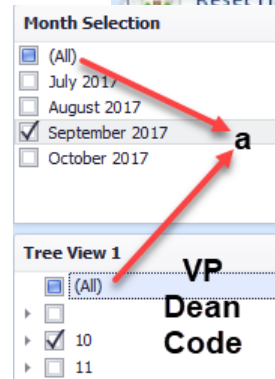 Month Selection
(All)
July 2017
August 2017
September 2017
October 2017
a
Tree View 1
(All)
VP
Dean
Code
10
11